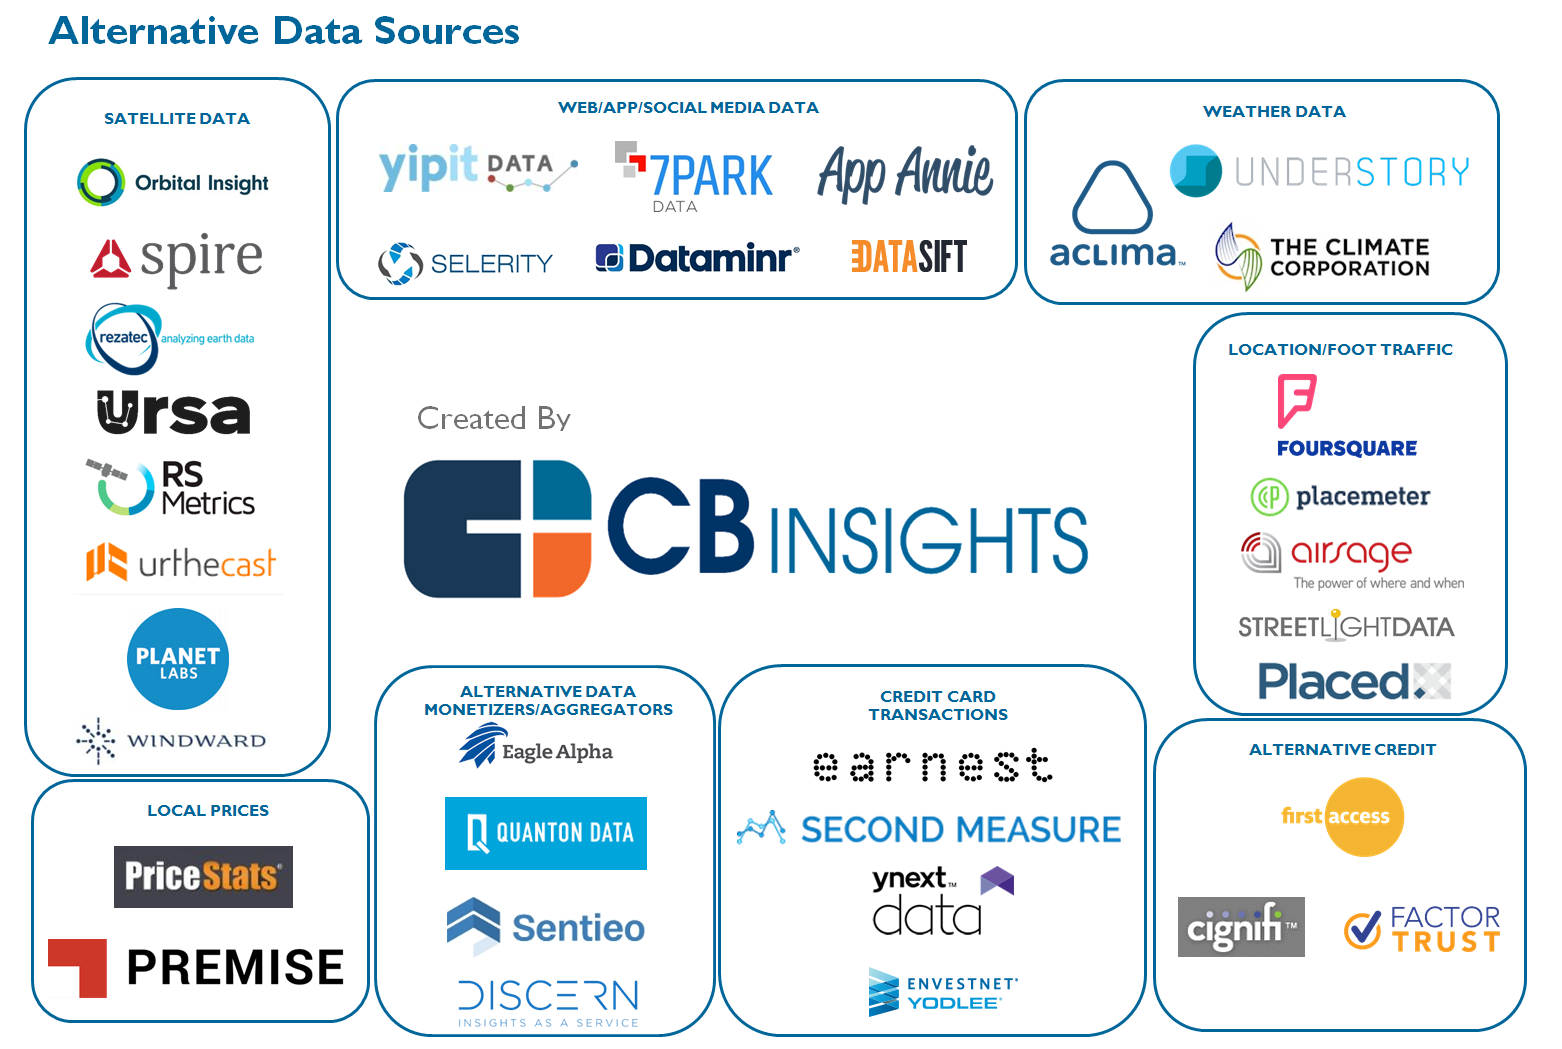 Alternative Data Sources
SATELLITE DATA
Orbital Insight
spire
rezatec
analyzing earth data
Ursa
RS
Metrics
urthecast
PLANET
LABS
WINDWARD
WEB/APP/SOCIAL MEDIA DATA
yipit DATA
7PARK
DATA
App Annie
SELERITY
Dataminr®
DATASIFT
WEATHER DATA
UNDERSTORY
aclima™
THE CLIMATE
CORPORATION
LOCATION/FOOT TRAFFIC
FOURSQUARE
placemeter
airsage
The power of where and when
STREETLIGHTDATA
Placed.
Created By
CB INSIGHTS
LOCAL PRICES
PriceStats®
PREMISE
ALTERNATIVE DATA
MONETIZERS/AGGREGATORS
Eagle Alpha
QUANTON DATA
Sentieo
DISCERN
INSIGHTS AS A SERVICE
CREDIT CARD
TRANSACTIONS
earnest
SECOND MEASURE
ynext™
data
ENVESTNET®
YODLEE®
ALTERNATIVE CREDIT
first access
cignifi™
FACTOR
TRUST